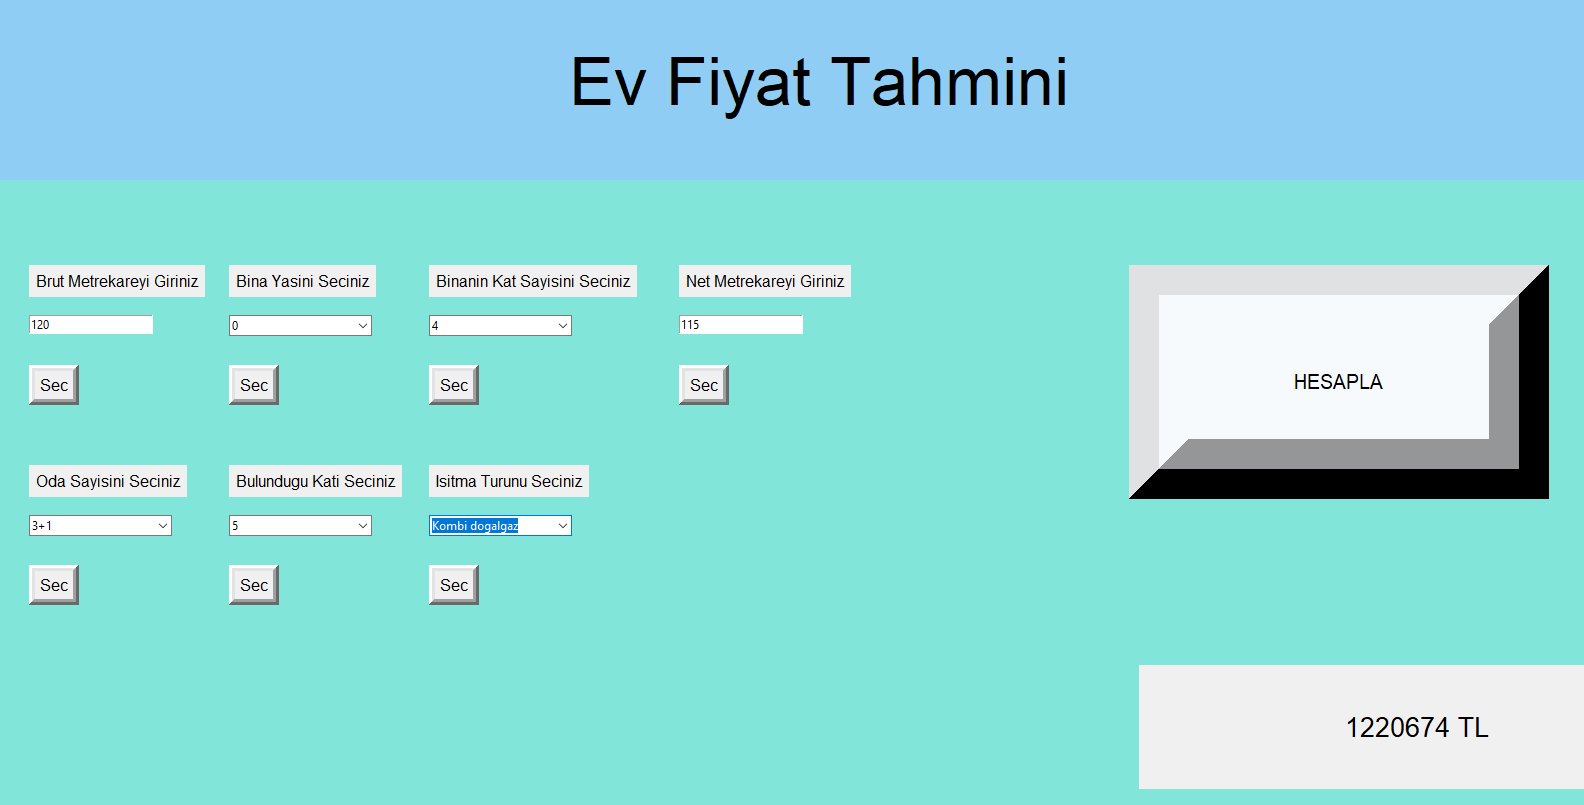 Ev Fiyat Tahmini
Brut Metrekareyi Giriniz
Bina Yasini Seciniz
Binanin Kat Sayisini Seciniz
Net Metrekareyi Giriniz
120
0
4
115
Sec
Sec
Sec
Sec
HESAPLA
Oda Sayisini Seciniz
Bulundugu Kati Seciniz
Isitma Turunu Seciniz
3+1
5
Kombi dogalgaz
Sec
Sec
Sec
1220674 TL